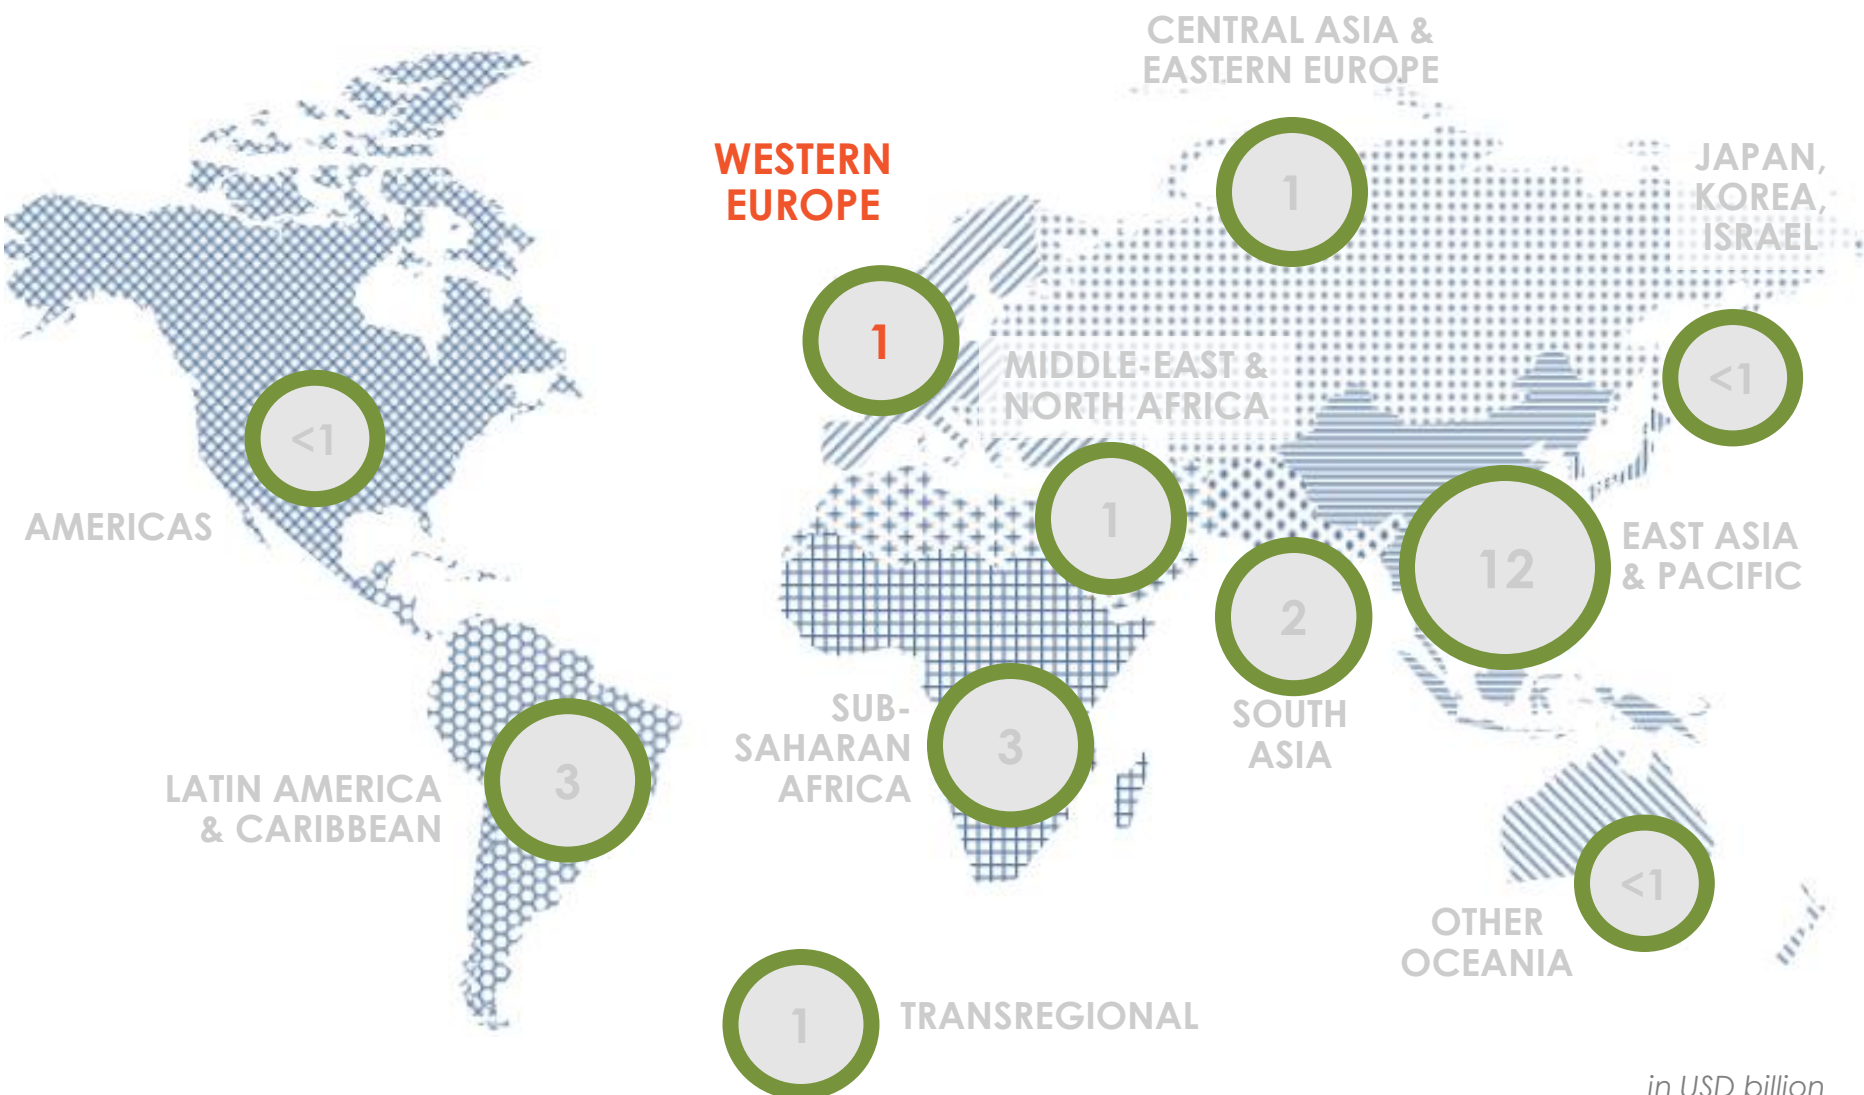 CENTRAL ASIA &
EASTERN EUROPE
1
WESTERN
EUROPE
1
JAPAN,
KOREA,
ISRAEL
<1
MIDDLE-EAST &
NORTH AFRICA
1
<1
AMERICAS
12
EAST ASIA
& PACIFIC
2
SOUTH
ASIA
SUB-
SAHARAN
AFRICA
3
LATIN AMERICA
& CARIBBEAN
3
<1
OTHER
OCEANIA
1
TRANSREGIONAL
in USD billion